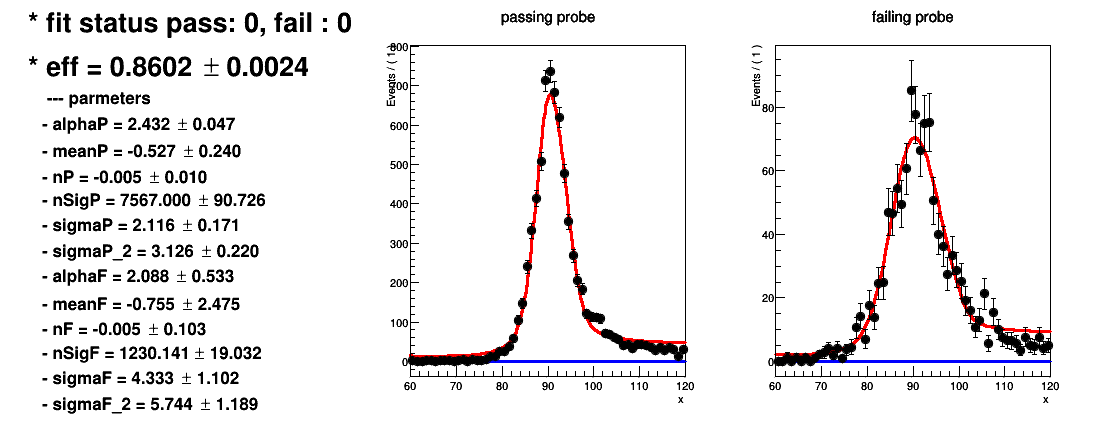 * fit status pass: 0, fail : 0
* eff = 0.8602 ± 0.0024
--- parmeters
- alphaP = 2.432 ± 0.047
- meanP = -0.527 ± 0.240
- nP = -0.005 ± 0.010
- nSigP = 7567.000 ± 90.726
- sigmaP = 2.116 ± 0.171
- sigmaP_2 = 3.126 ± 0.220
- alphaF = 2.088 ± 0.533
- meanF = -0.755 ± 2.475
- nF = -0.005 ± 0.103
- nSigF = 1230.141 ± 19.032
- sigmaF = 4.333 ± 1.102
- sigmaF_2 = 5.744 ± 1.189
passing probe
Events / ( 1 )
800
700
600
500
400
300
200
100
0
60 70 80 90 100 110 120
x
failing probe
Events / ( 1 )
80
60
40
20
0
60 70 80 90 100 110 120
x